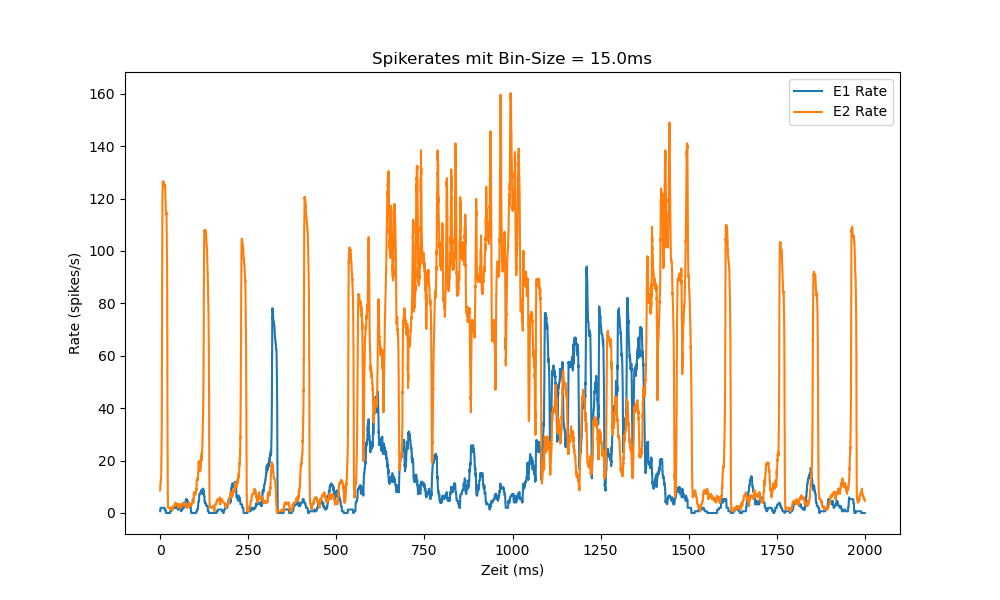 Spikerates mit Bin-Size = 15.0ms
E1 Rate
E2 Rate
160
140
120
100
80
60
40
20
0
Rate (spikes/s)
0 250 500 750 1000 1250 1500 1750 2000
Zeit (ms)